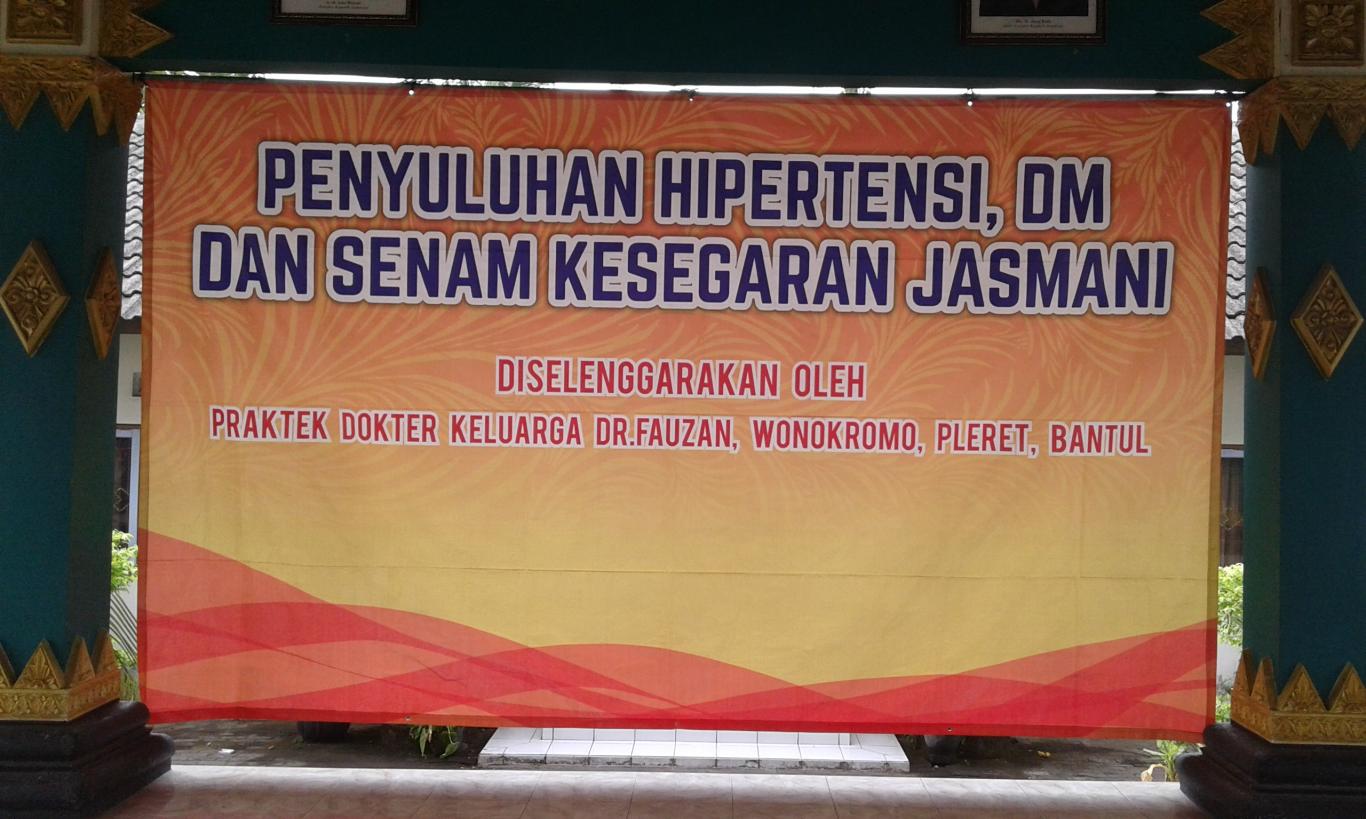 PENYULUHAN HIPERTENSI, DM
DAN SENAM KESEGARAN JASMANI
DISELENGGARAKAN OLEH
PRAKTEK DOKTER KELUARGA DR.FAUZAN, WONOKROMO, PLERET, BANTUL